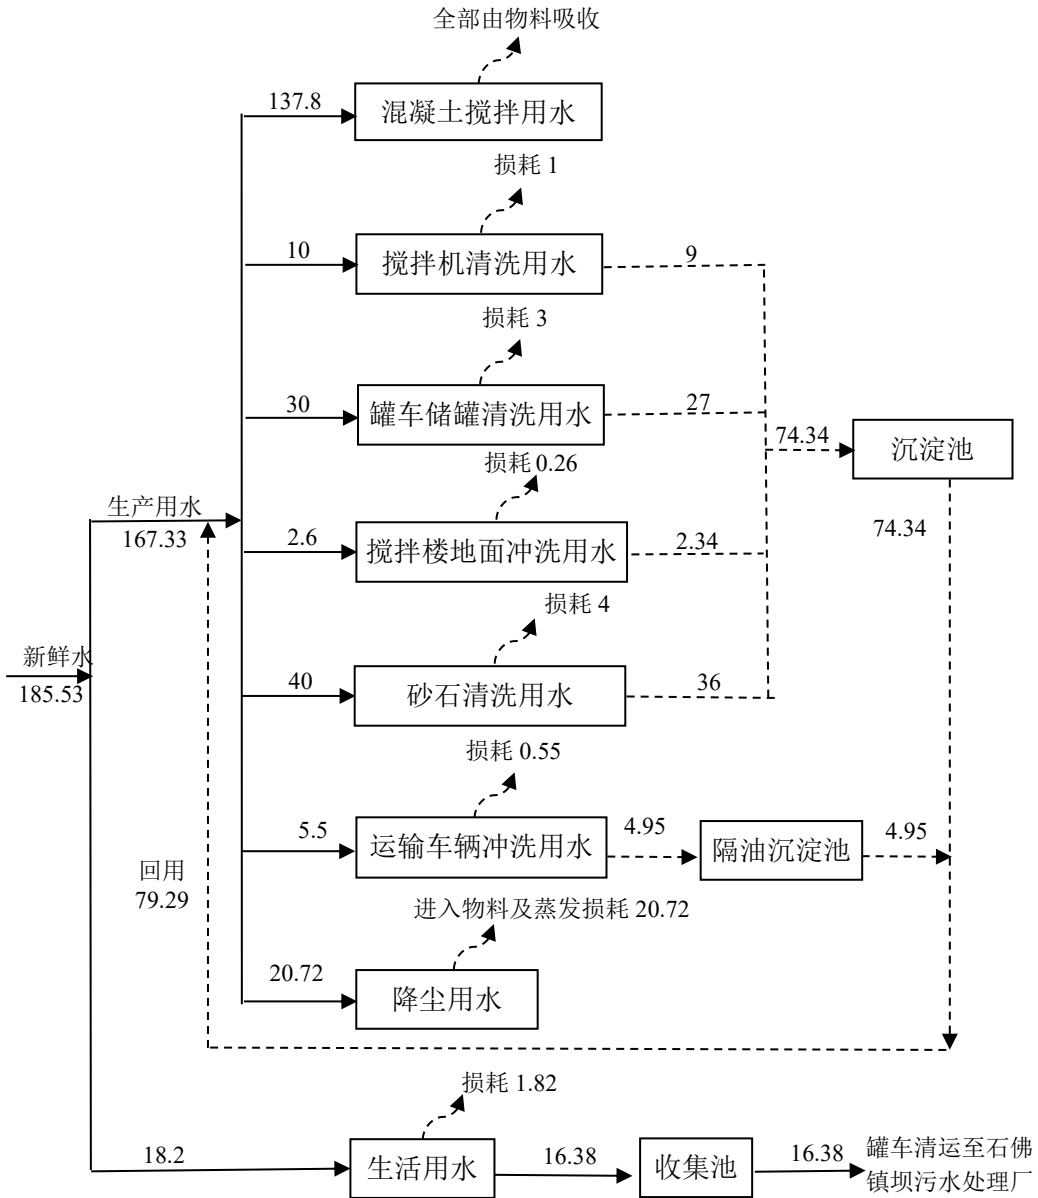 全部由物料吸收
137.8
混凝土搅拌用水
损耗 1
10
搅拌机清洗用水
9
损耗 3
30
罐车储罐清洗用水
27
74.34
沉淀池
损耗 0.26
生产用水
167.33
2.6
搅拌楼地面冲洗用水
2.34
74.34
损耗 4
新鲜水
185.53
40
砂石清洗用水
36
损耗 0.55
5.5
运输车辆冲洗用水
4.95
隔油沉淀池
4.95
回用
79.29
进入物料及蒸发损耗 20.72
20.72
降尘用水
损耗 1.82
18.2
生活用水
16.38
收集池
16.38
罐车清运至石佛
镇坝污水处理厂